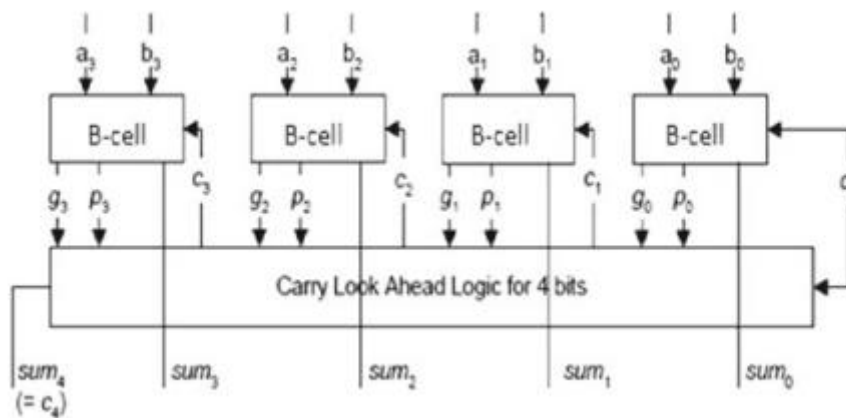 a₃ b₃ a₂ b₂ a₁ b₁ a₀ b₀
B-cell B-cell B-cell B-cell
c₃ c₂ c₁
g₃ p₃ g₂ p₂ g₁ p₁ g₀ p₀
Carry Look Ahead Logic for 4 bits
sum₄ sum₃ sum₂ sum₁ sum₀
(= c₄)